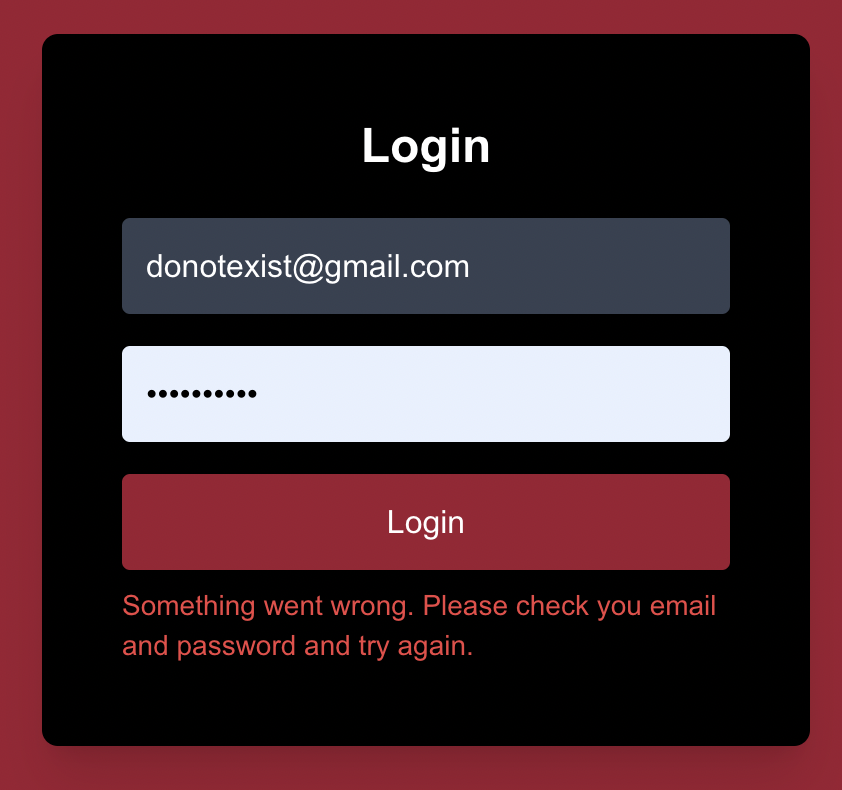 Login
donotexist@gmail.com
••••••••••
Login
Something went wrong. Please check you email
and password and try again.